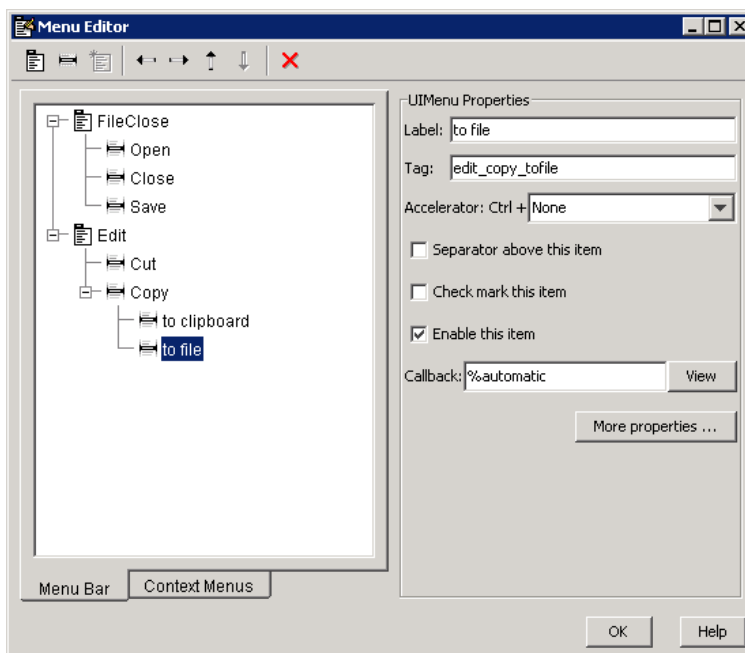 Menu Editor
FileClose
Open
Close
Save
Edit
Cut
Copy
to clipboard
to file
Menu Bar
Context Menus
UIMenu Properties
Label: to file
Tag: edit_copy_tofile
Accelerator: Ctrl + None
Separator above this item
Check mark this item
Enable this item
Callback: %automatic View
More properties ...
OK Help